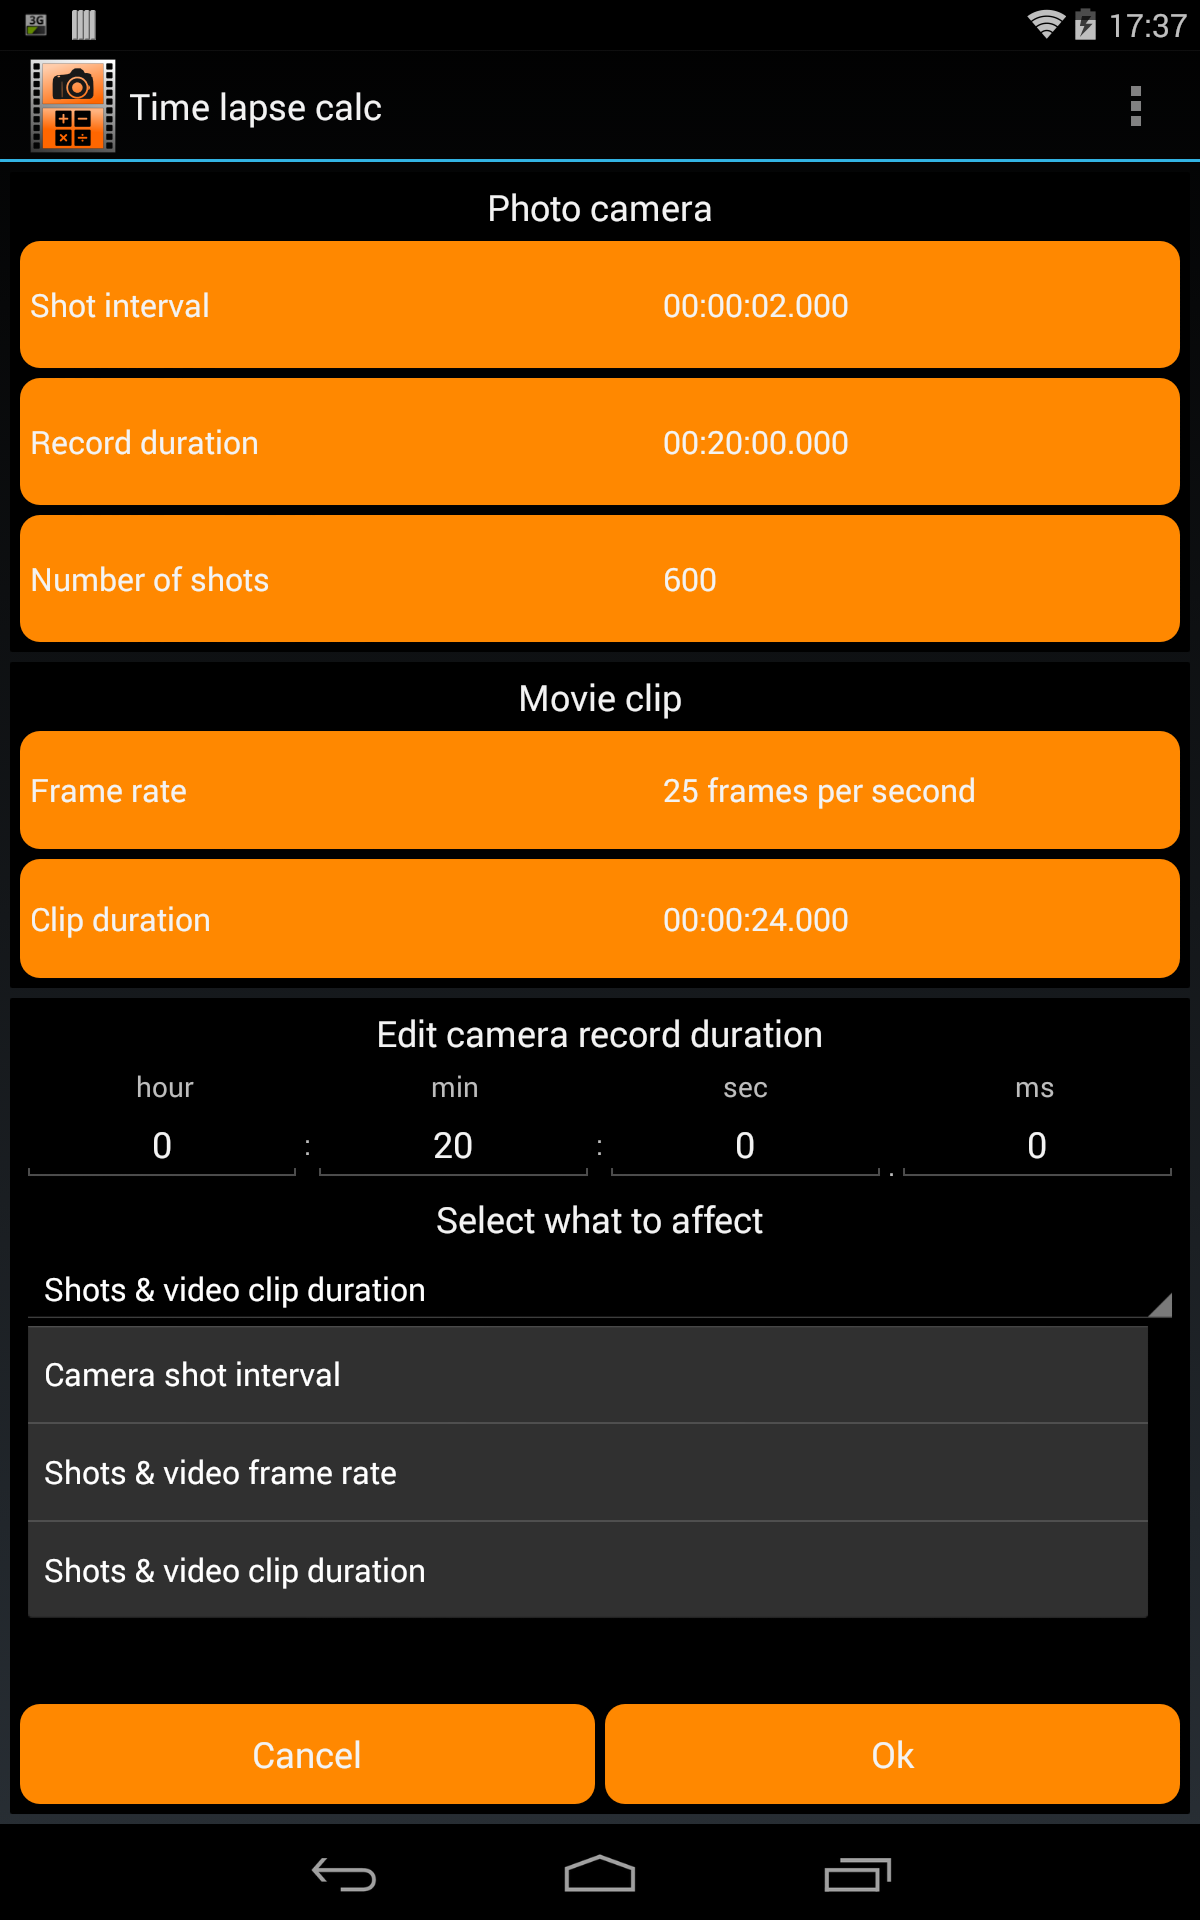 3G
17:37
Time lapse calc
Photo camera
Shot interval 00:00:02.000
Record duration 00:20:00.000
Number of shots 600
Movie clip
Frame rate 25 frames per second
Clip duration 00:00:24.000
Edit camera record duration
hour min sec ms
0 : 20 : 0 . 0
Select what to affect
Shots & video clip duration
Camera shot interval
Shots & video frame rate
Shots & video clip duration
Cancel Ok